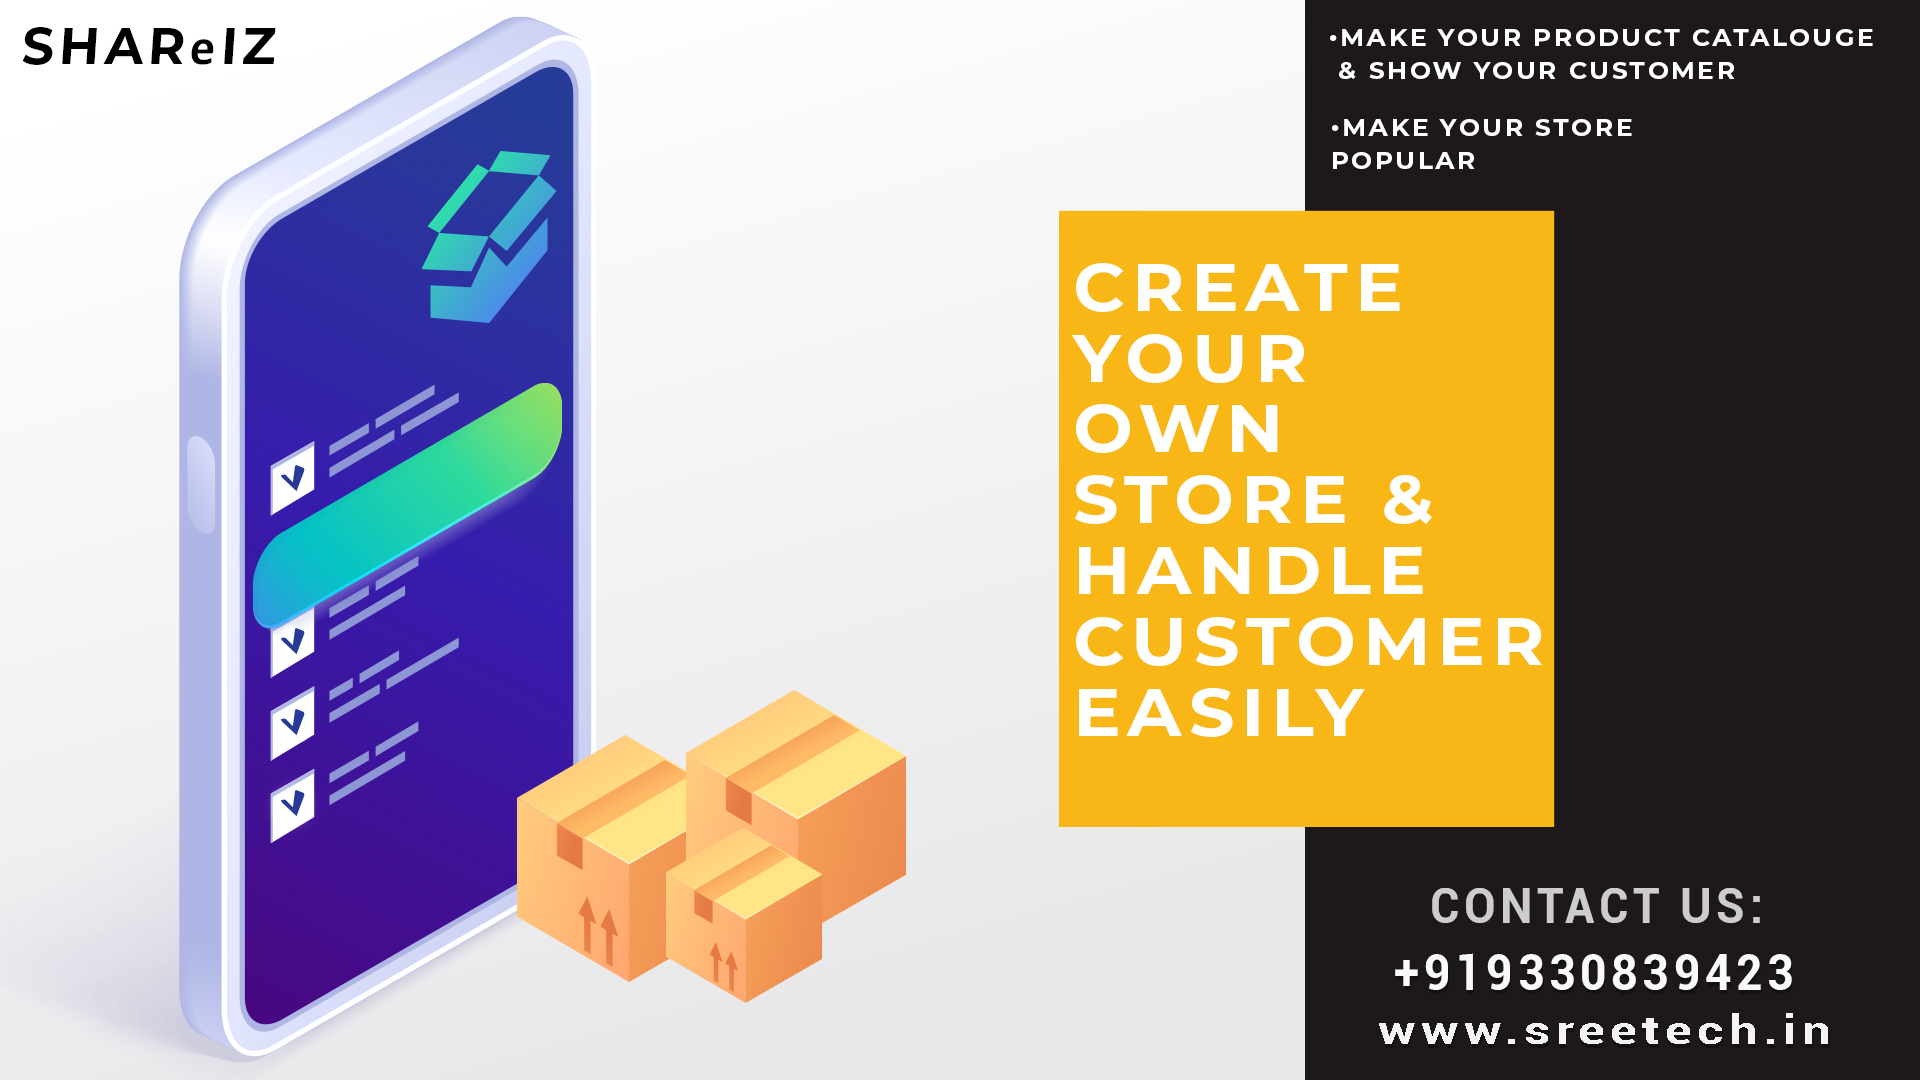 SHAReIZ
•MAKE YOUR PRODUCT CATALOUGE
& SHOW YOUR CUSTOMER
•MAKE YOUR STORE
POPULAR
CREATE
YOUR
OWN
STORE &
HANDLE
CUSTOMER
EASILY
CONTACT US:
+919330839423
www.sreetech.in